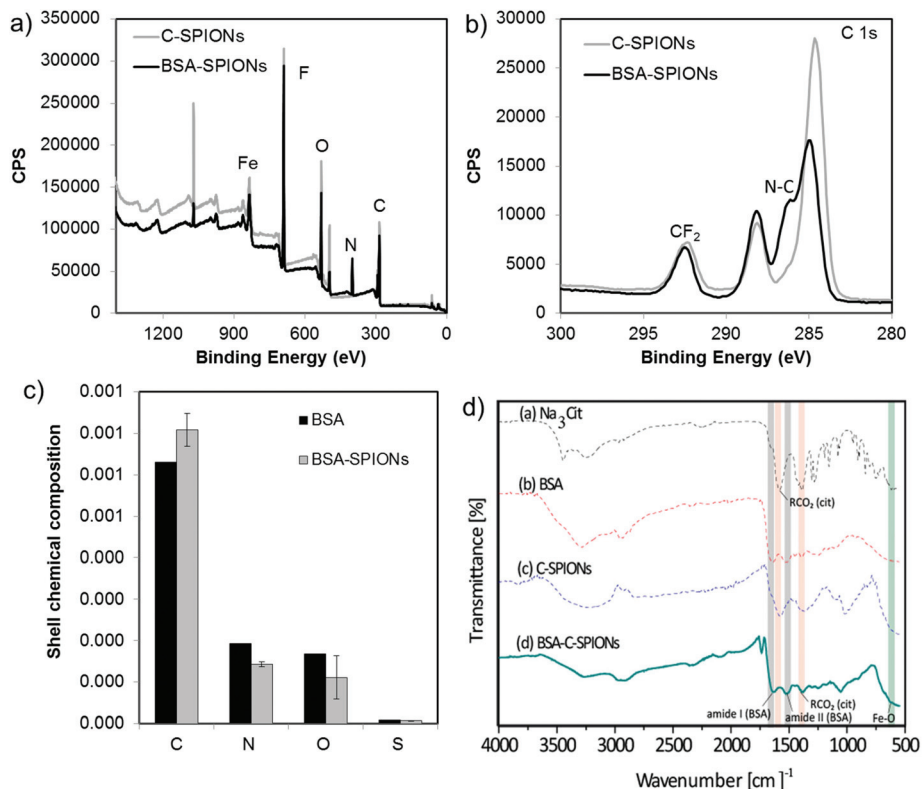 a)
350000
300000
250000
200000
150000
100000
50000
0
CPS
C-SPIONs
BSA-SPIONs
F
O
Fe
N
C
1200
900
600
300
0
Binding Energy (eV)
b)
30000
25000
20000
15000
10000
5000
0
CPS
C 1s
C-SPIONs
BSA-SPIONs
N-C
CF2
300
295
290
285
280
Binding Energy (eV)
c)
0.001
0.001
0.001
0.001
0.000
0.000
0.000
0.000
0.000
Shell chemical composition
BSA
BSA-SPIONs
C
N
O
S
d)
Transmittance [%]
(a) Na3Cit
RCO2 (cit)
(b) BSA
(c) C-SPIONs
(d) BSA-C-SPIONs
RCO2 (cit)
amide I (BSA)
amide II (BSA)
Fe-O
4000 3500 3000 2500 2000 1500 1000 500
Wavenumber [cm]-1